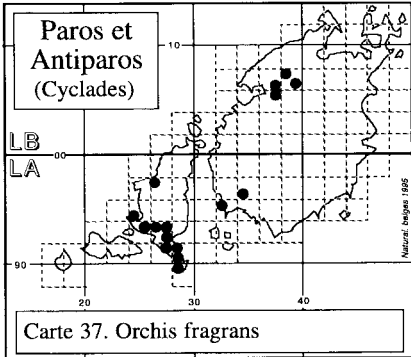 Paros et
Antiparos
(Cyclades)
10
LB
00
LA
90
20
30
40
Natural. belges 1995
Carte 37. Orchis fragrans